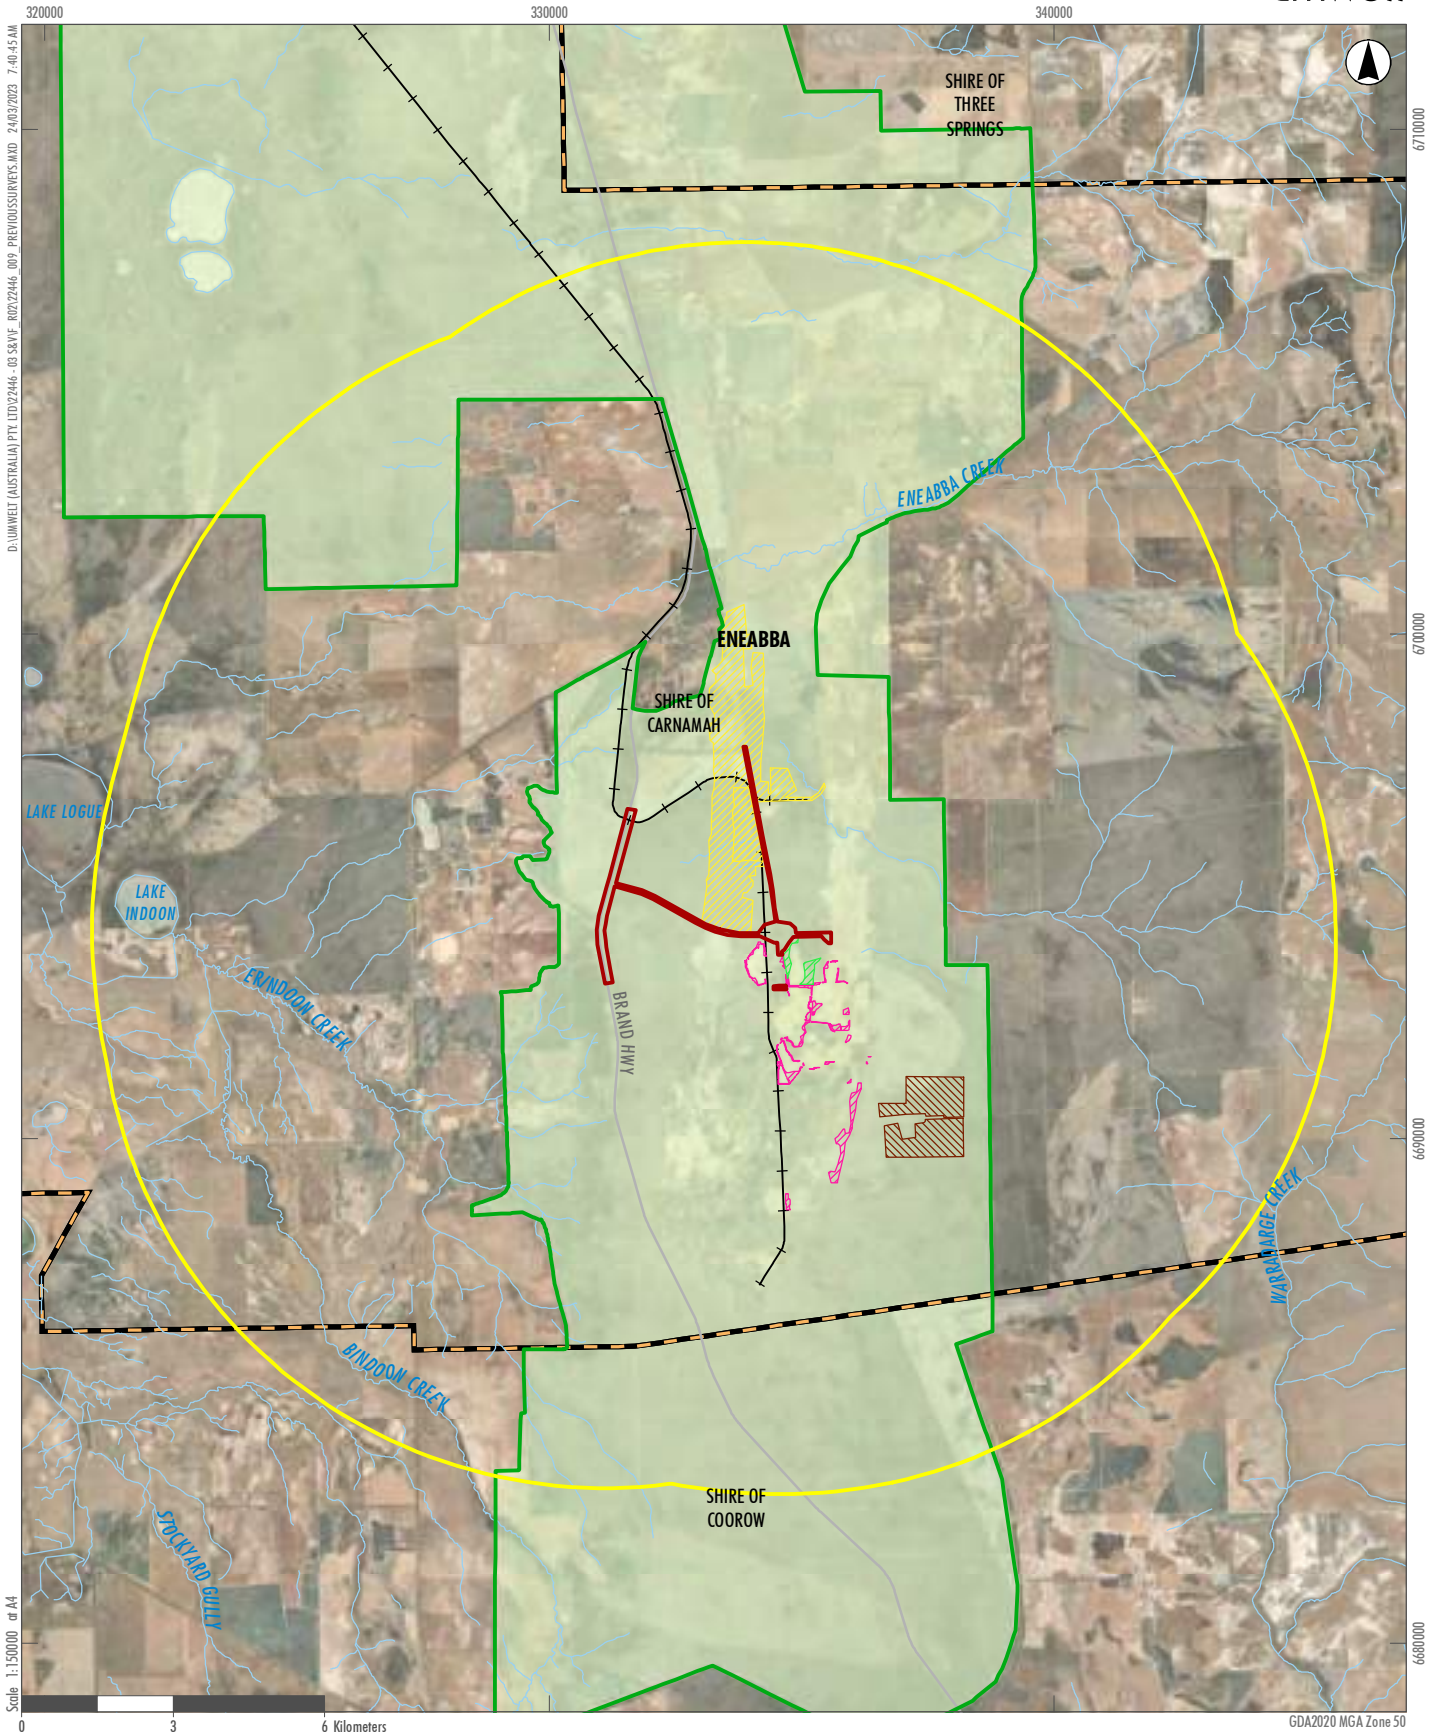 320000
330000
340000
D:\UMWELT (AUSTRALIA) PTY. LTD\22446 - 03 S&V\F_R02\22446_009_PREVIOUSSURVEYS.MXD 24/03/2023 7:40:45 AM
SHIRE OF
THREE
SPRINGS
6710000
ENEABBA CREEK
ENEABBA
6700000
SHIRE OF
CARNAMAH
LAKE LOGUE
LAKE
INDOON
ERINDOON CREEK
BRAND HWY
6690000
WARRADARGE CREEK
BINDOON CREEK
SHIRE OF
COOROW
STOCKYARD GULLY
6680000
Scale 1:150000 at A4
0 3 6 Kilometers
GDA2020 MGA Zone 50